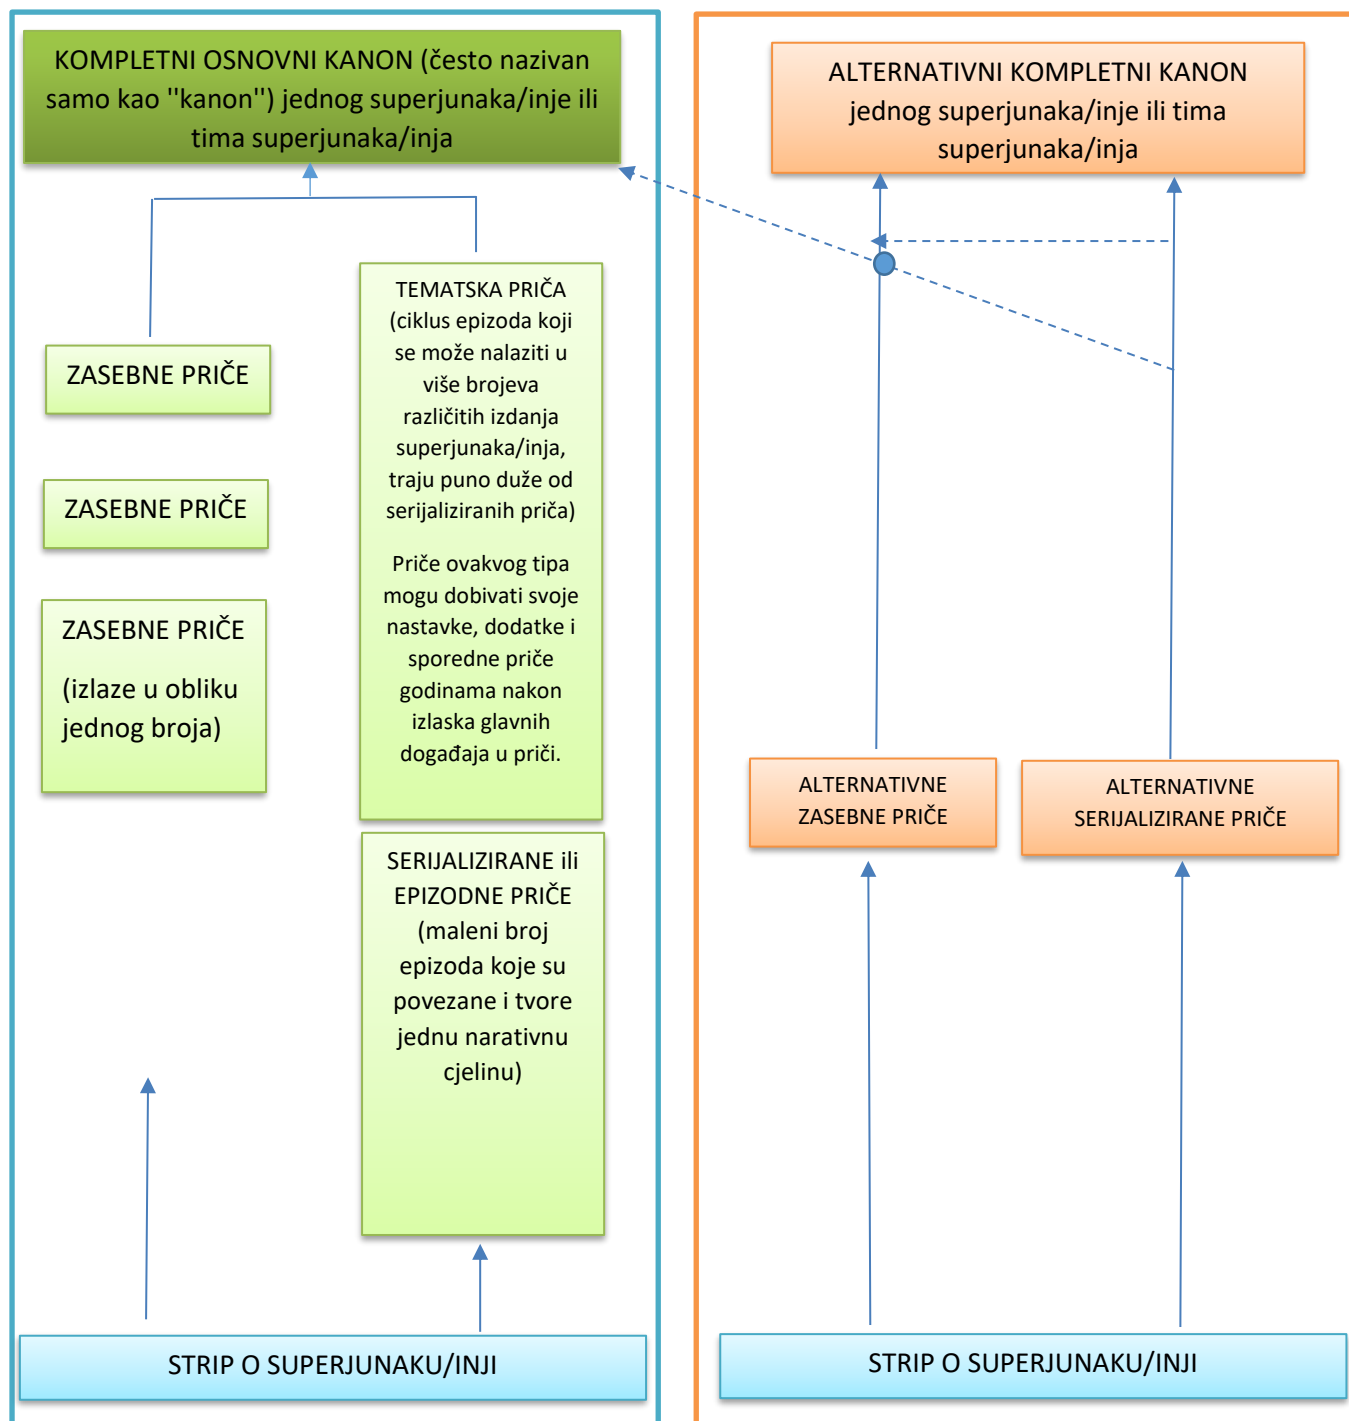 KOMPLETNI OSNOVNI KANON (često nazivan
samo kao ''kanon'') jednog superjunaka/inje ili
tima superjunaka/inja
ZASEBNE PRIČE
ZASEBNE PRIČE
ZASEBNE PRIČE
(izlaze u obliku
jednog broja)
TEMATSKA PRIČA
(ciklus epizoda koji
se može nalaziti u
više brojeva
različitih izdanja
superjunaka/inja,
traju puno duže od
serijaliziranih priča)
Priče ovakvog tipa
mogu dobivati svoje
nastavke, dodatke i
sporedne priče
godinama nakon
izlaska glavnih
događaja u priči.
SERIJALIZIRANE ili
EPIZODNE PRIČE
(maleni broj
epizoda koje su
povezane i tvore
jednu narativnu
cjelinu)
STRIP O SUPERJUNAKU/INJI
ALTERNATIVNI KOMPLETNI KANON
jednog superjunaka/inje ili tima
superjunaka/inja
ALTERNATIVNE
ZASEBNE PRIČE
ALTERNATIVNE
SERIJALIZIRANE PRIČE
STRIP O SUPERJUNAKU/INJI